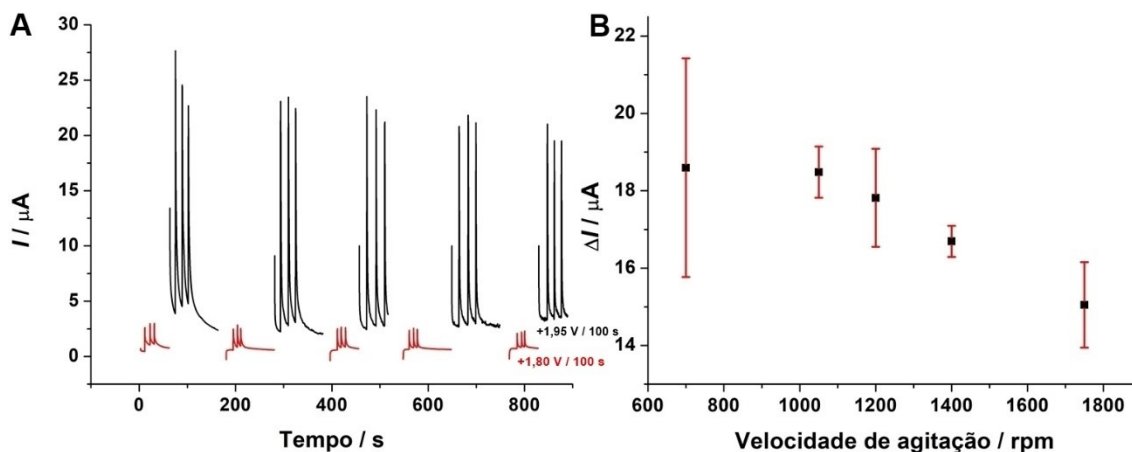 A
30
25
20
15
10
5
0
I / µA
0 200 400 600 800
Tempo / s
+1,95 V / 100 s
+1,80 V / 100 s
B
22
20
18
16
14
ΔI / µA
600 800 1000 1200 1400 1600 1800
Velocidade de agitação / rpm